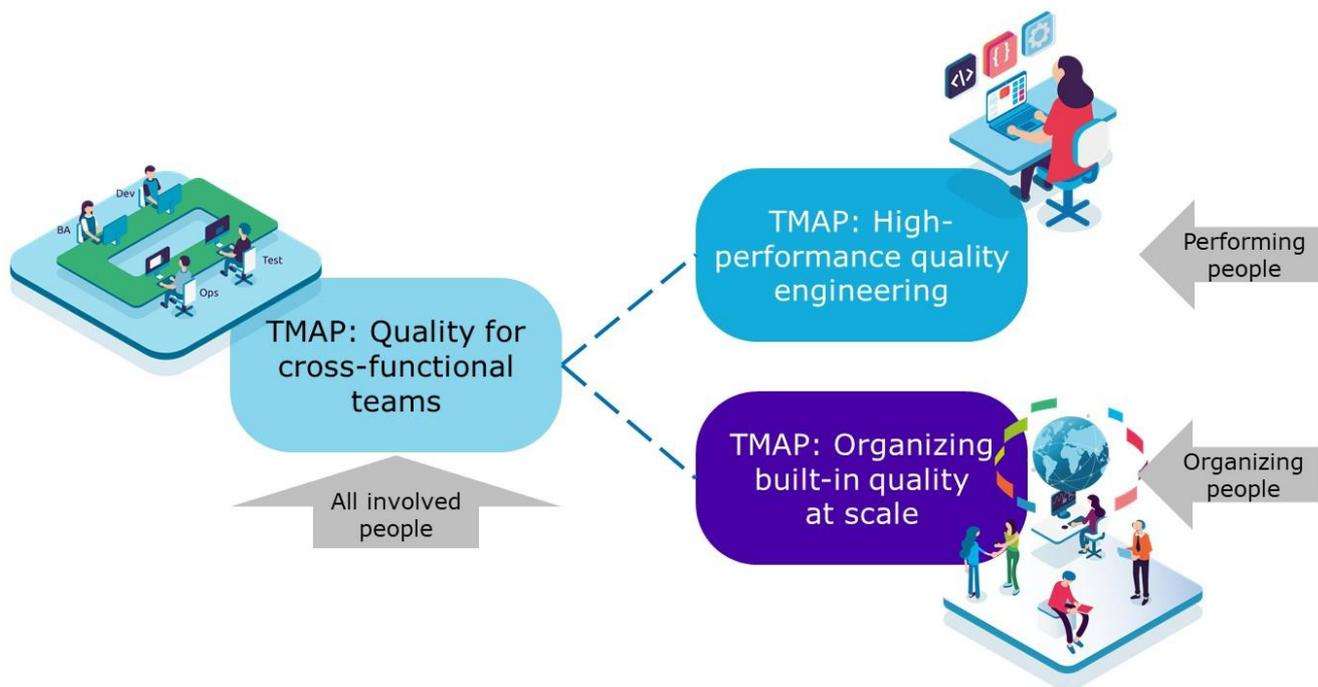 Dev
BA
Test
Ops
TMAP: Quality for
cross-functional
teams
All involved
people
</>
{}
TMAP: High-
performance quality
engineering
Performing
people
TMAP: Organizing
built-in quality
at scale
Organizing
people